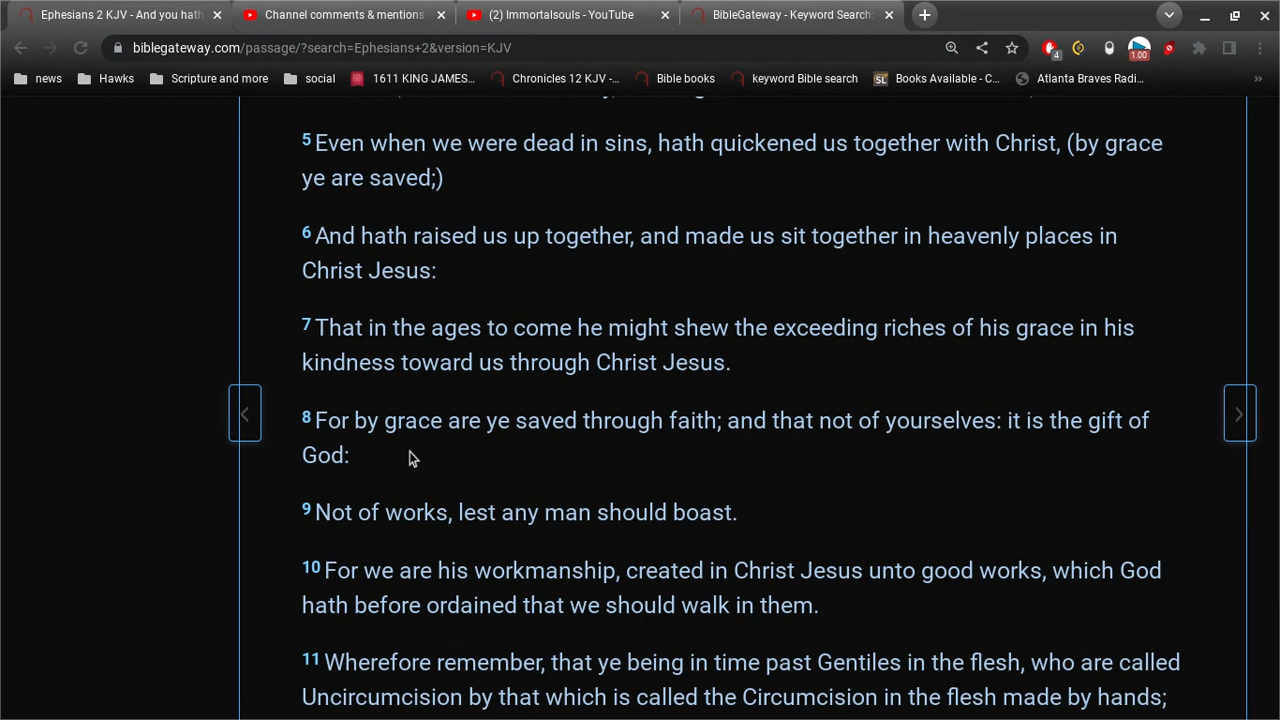 Ephesians 2 KJV - And you hath
Channel comments & mentions -
(2) Immortalsouls - YouTube
BibleGateway - Keyword Search:
biblegateway.com/passage/?search=Ephesians+2&version=KJV
4
1.00
news
Hawks
Scripture and more
social
1611 KING JAMES...
Chronicles 12 KJV -...
Bible books
keyword Bible search
SL
Books Available - C...
Atlanta Braves Radi...
»
5 Even when we were dead in sins, hath quickened us together with Christ, (by grace
ye are saved;)
6 And hath raised us up together, and made us sit together in heavenly places in
Christ Jesus:
7 That in the ages to come he might shew the exceeding riches of his grace in his
kindness toward us through Christ Jesus.
8 For by grace are ye saved through faith; and that not of yourselves: it is the gift of
God:
9 Not of works, lest any man should boast.
10 For we are his workmanship, created in Christ Jesus unto good works, which God
hath before ordained that we should walk in them.
11 Wherefore remember, that ye being in time past Gentiles in the flesh, who are called
Uncircumcision by that which is called the Circumcision in the flesh made by hands;